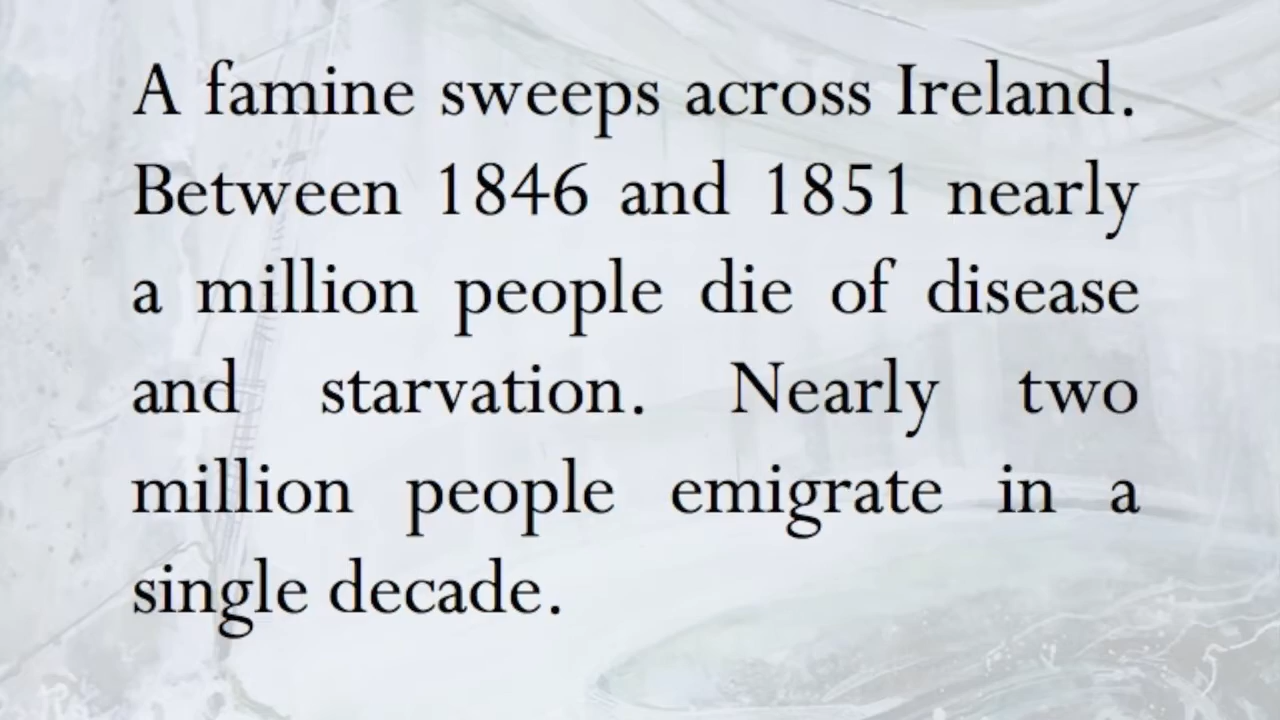 A famine sweeps across Ireland.
Between 1846 and 1851 nearly
a million people die of disease
and starvation. Nearly two
million people emigrate in a
single decade.